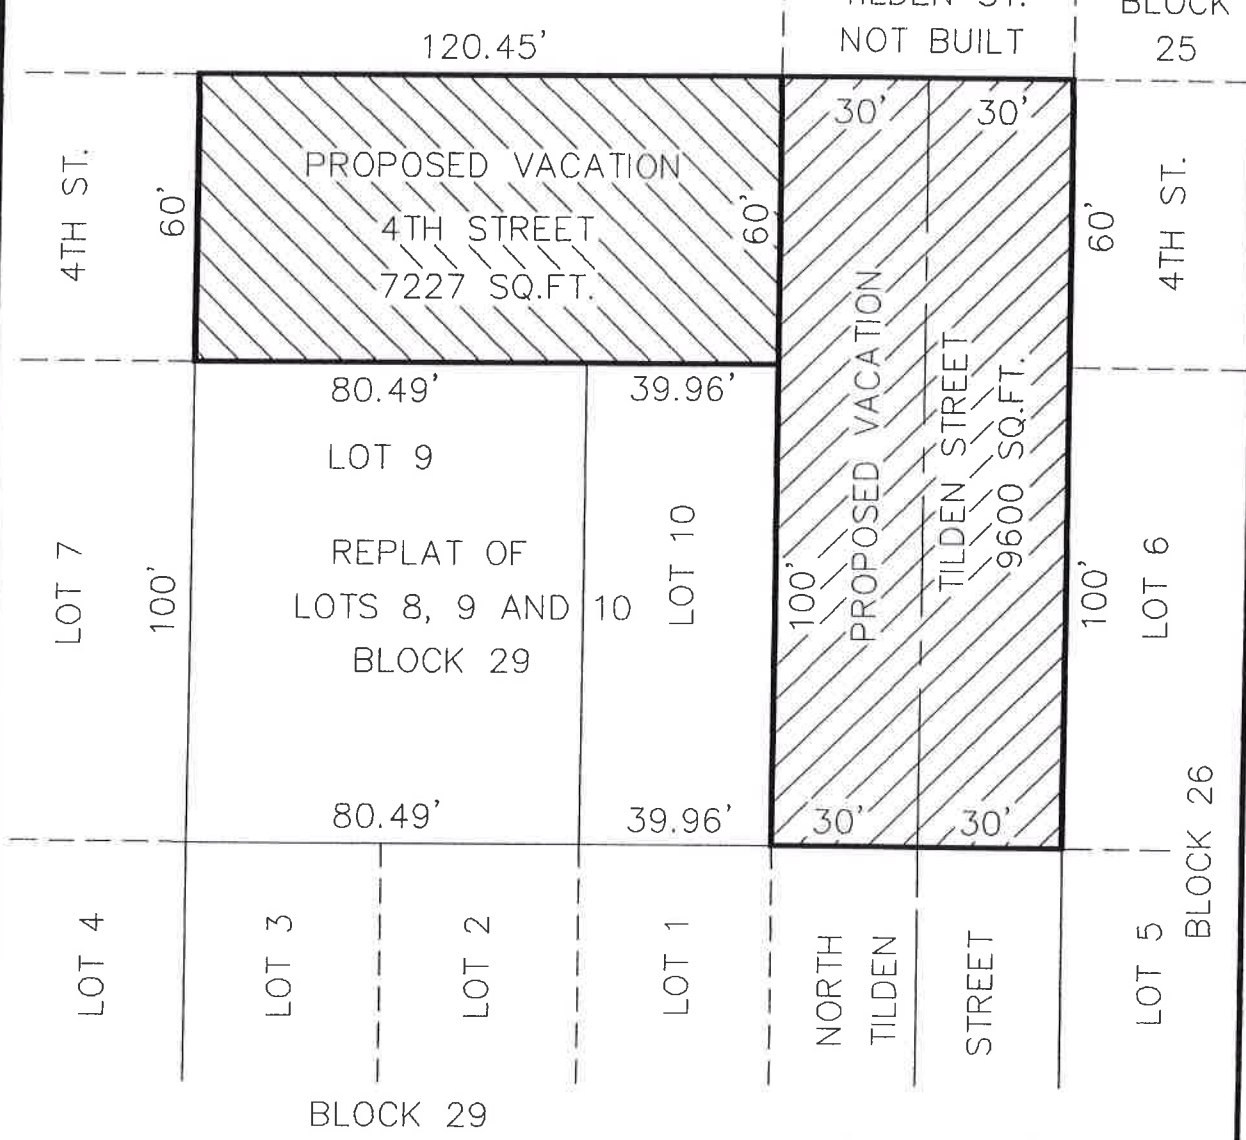 NOT BUILT
BLOCK
25
120.45'
30'
30'
4TH ST.
60'
PROPOSED VACATION
4TH STREET
7227 SQ.FT.
60'
PROPOSED VACATION
TILDEN STREET
9600 SQ.FT.
60'
4TH ST.
80.49'
39.96'
LOT 9
LOT 7
100'
REPLAT OF
LOTS 8, 9 AND 10
BLOCK 29
LOT 10
100'
100'
LOT 6
80.49'
39.96'
30'
30'
BLOCK 26
LOT 4
LOT 3
LOT 2
LOT 1
NORTH
TILDEN
STREET
LOT 5
BLOCK 29